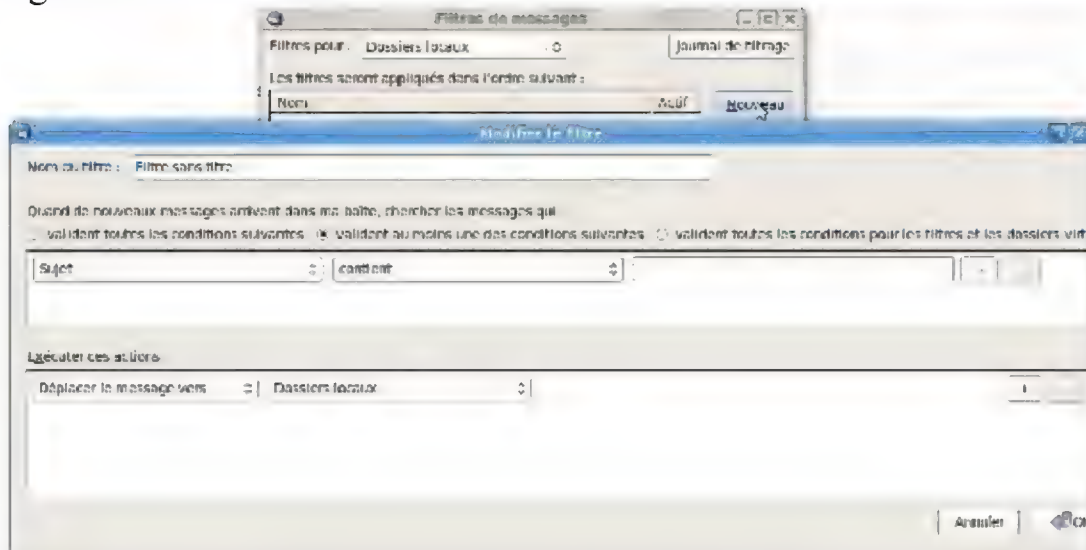 Filtres de messages
Filtres pour : Dossiers locaux Journal de filtrage
Les filtres seront appliqués dans l'ordre suivant :
Nom Actif Nouveau
Modifier le filtre
Nom du filtre : Filtre sans titre
Quand de nouveaux messages arrivent dans ma boîte, chercher les messages qui
valident toutes les conditions suivantes valident au moins une des conditions suivantes valident toutes les conditions pour les filtres et les dossiers virt
Sujet contient
Exécuter ces actions
Déplacer le message vers Dossiers locaux +
Annuler